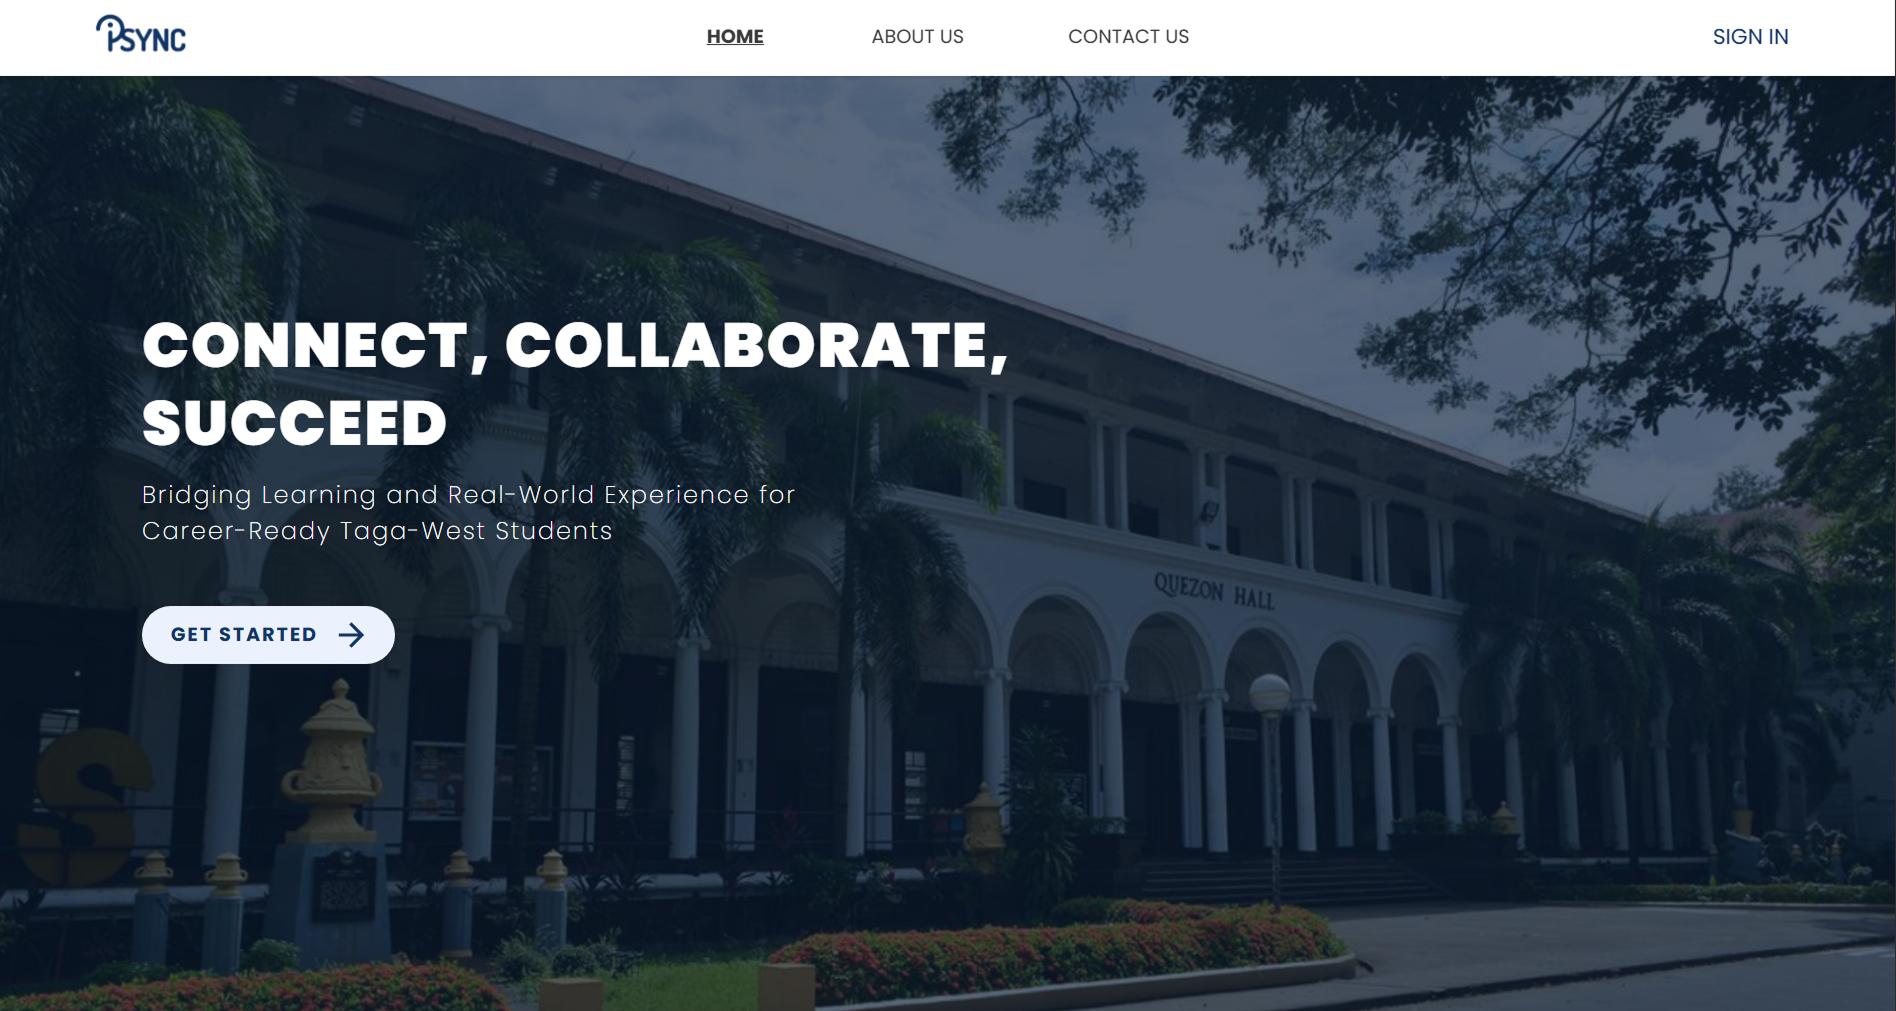 iPSYNC
HOME
ABOUT US
CONTACT US
SIGN IN
CONNECT, COLLABORATE,
SUCCEED
Bridging Learning and Real-World Experience for
Career-Ready Taga-West Students
QUEZON HALL
GET STARTED
S